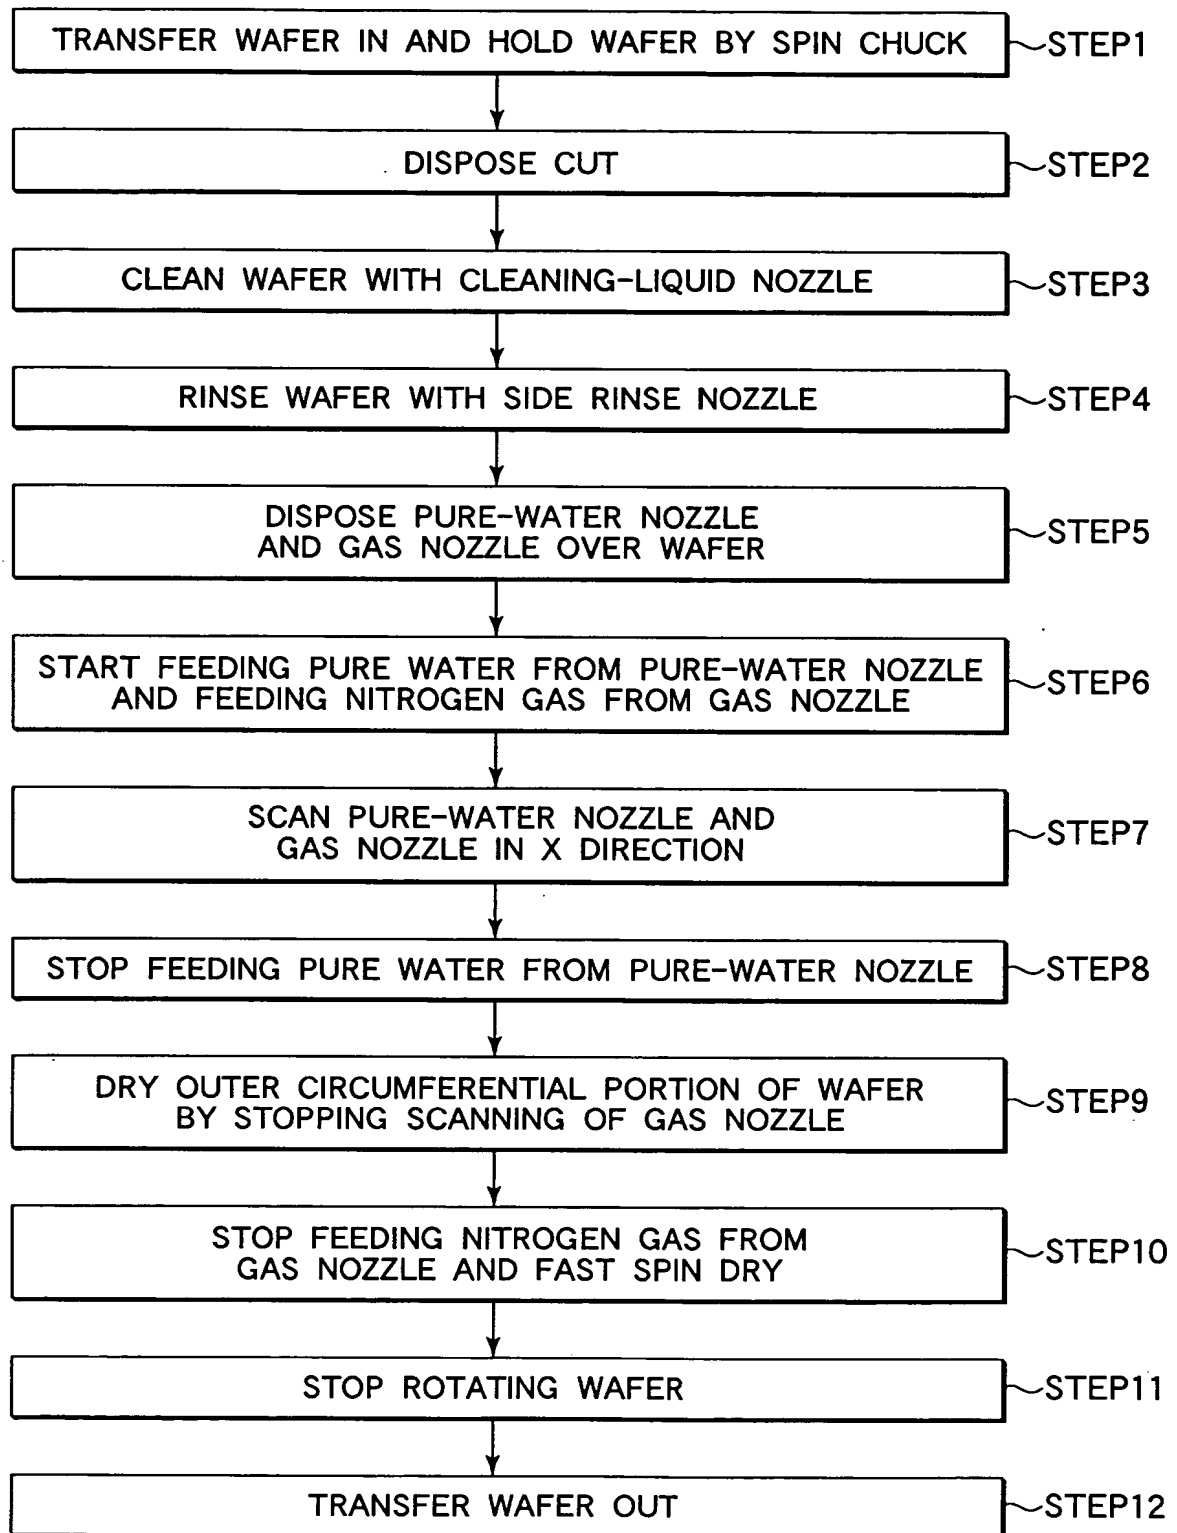 TRANSFER WAFER IN AND HOLD WAFER BY SPIN CHUCK STEP1
DISPOSE CUT STEP2
CLEAN WAFER WITH CLEANING-LIQUID NOZZLE STEP3
RINSE WAFER WITH SIDE RINSE NOZZLE STEP4
DISPOSE PURE-WATER NOZZLE
AND GAS NOZZLE OVER WAFER
STEP5
START FEEDING PURE WATER FROM PURE-WATER NOZZLE
AND FEEDING NITROGEN GAS FROM GAS NOZZLE
STEP6
SCAN PURE-WATER NOZZLE AND
GAS NOZZLE IN X DIRECTION
STEP7
STOP FEEDING PURE WATER FROM PURE-WATER NOZZLE STEP8
DRY OUTER CIRCUMFERENTIAL PORTION OF WAFER
BY STOPPING SCANNING OF GAS NOZZLE
STEP9
STOP FEEDING NITROGEN GAS FROM
GAS NOZZLE AND FAST SPIN DRY
STEP10
STOP ROTATING WAFER STEP11
TRANSFER WAFER OUT STEP12